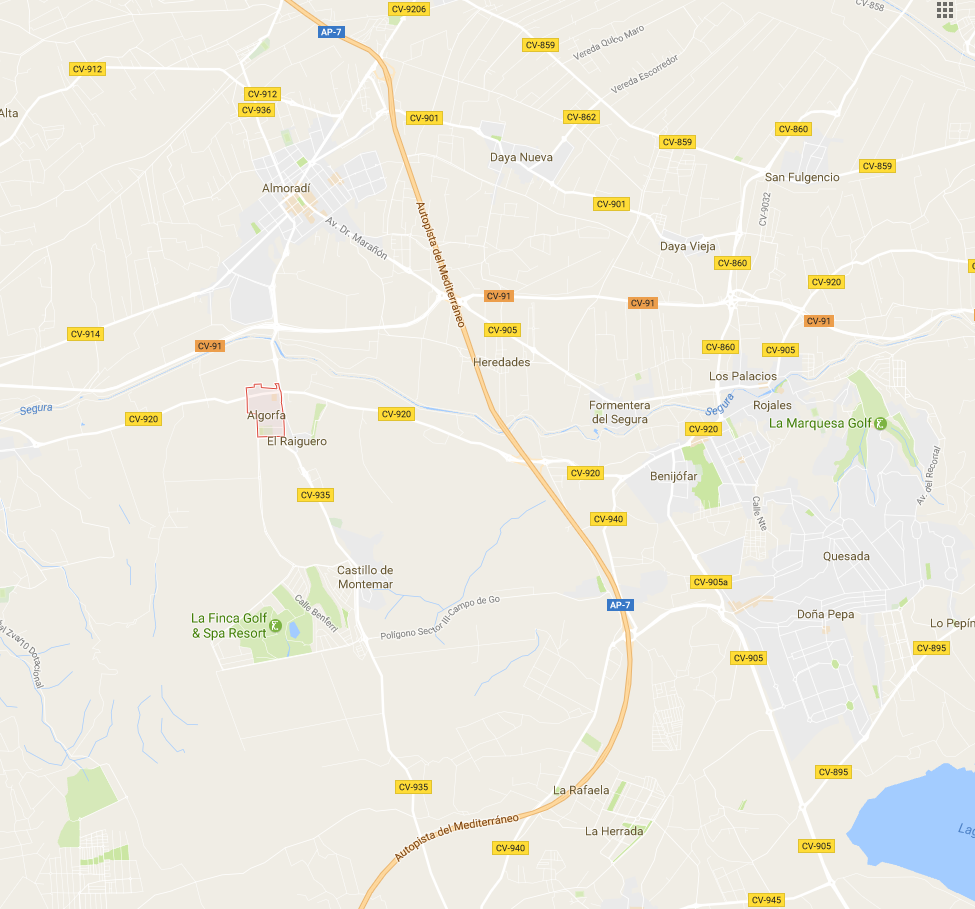 CV-9206
CV-858
AP-7
CV-859
Vereda Quico Maro
CV-912
Vereda Escorredor
CV-912
CV-936
Alta
CV-901
CV-862
CV-860
CV-859
Daya Nueva
CV-859
San Fulgencio
Almoradí
CV-901
CV-9032
Av. Dr. Marañón
Autopista del Mediterráneo
Daya Vieja
CV-860
CV-920
CV-91
CV-91
CV-91
CV-914
CV-905
CV-91
CV-860
CV-905
Heredades
Los Palacios
Segura
CV-920
Algorfa
CV-920
Formentera
del Segura
Segura
Rojales
La Marquesa Golf
CV-920
El Raiguero
CV-920
Benijófar
Av. del Recorral
CV-935
CV-940
Calle Nte
Quesada
Castillo de
Montemar
CV-905a
Calle Benferri
La Finca Golf
& Spa Resort
Polígono Sector III-Campo de Go
AP-7
Doña Pepa
Lo Pepín
CV-895
CV-905
CV-895
CV-935
La Rafaela
Autopista del Mediterráneo
La Herrada
CV-940
CV-905
Lag
CV-945